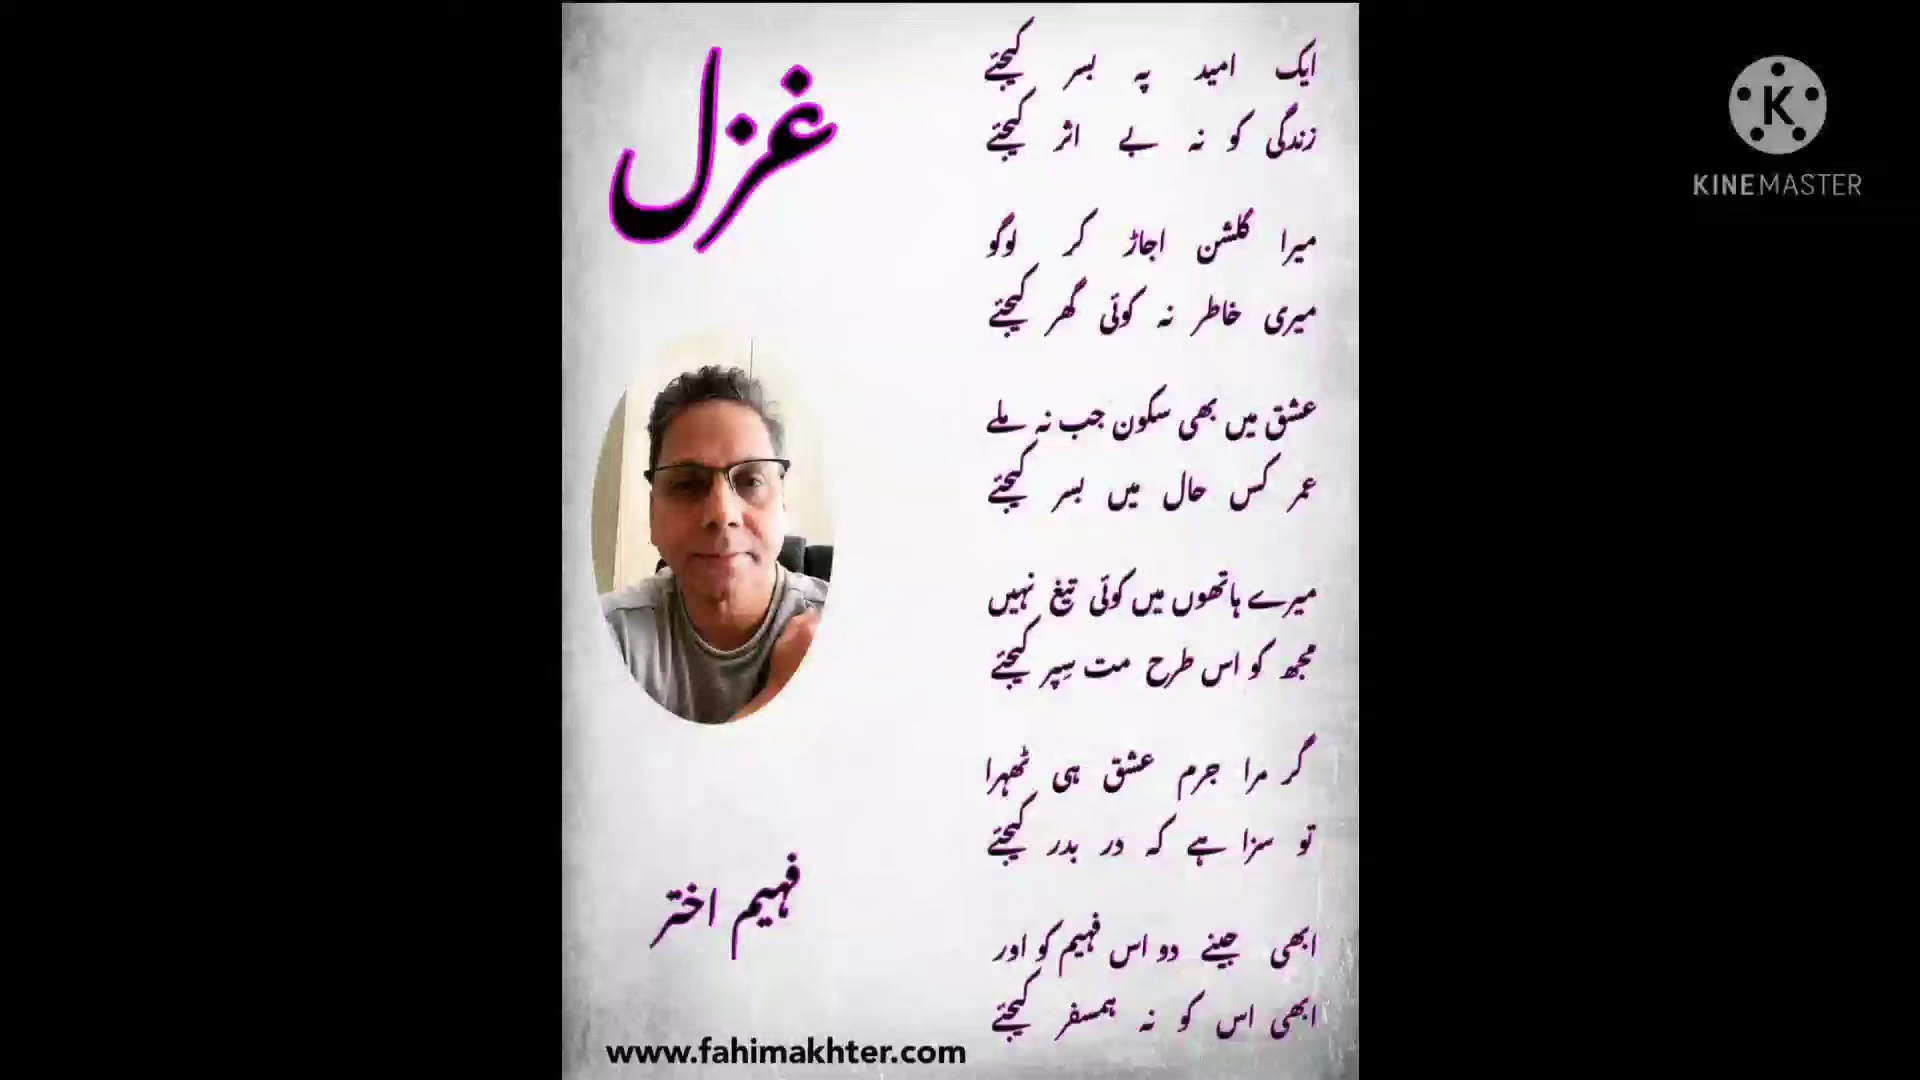 غزل
ایک امید پہ بسر کیجئے
زندگی کو نہ بے اثر کیجئے
میرا گلشن اجاڑ کر لوگو
میری خاطر نہ کوئی گھر کیجئے
عشق میں بھی سکون جب نہ ملے
عمر کس حال میں بسر کیجئے
میرے ہاتھوں میں کوئی تیغ نہیں
مجھ کو اس طرح مت سِپر کیجئے
گر مرا جرم عشق ہی ٹھہرا
تو سزا ہے کہ در بدر کیجئے
ابھی جینے دو اس فہیم کو اور
ابھی اس کو نہ ہمسفر کیجئے
فہیم اختر
www.fahimakhter.com
K
KINEMASTER